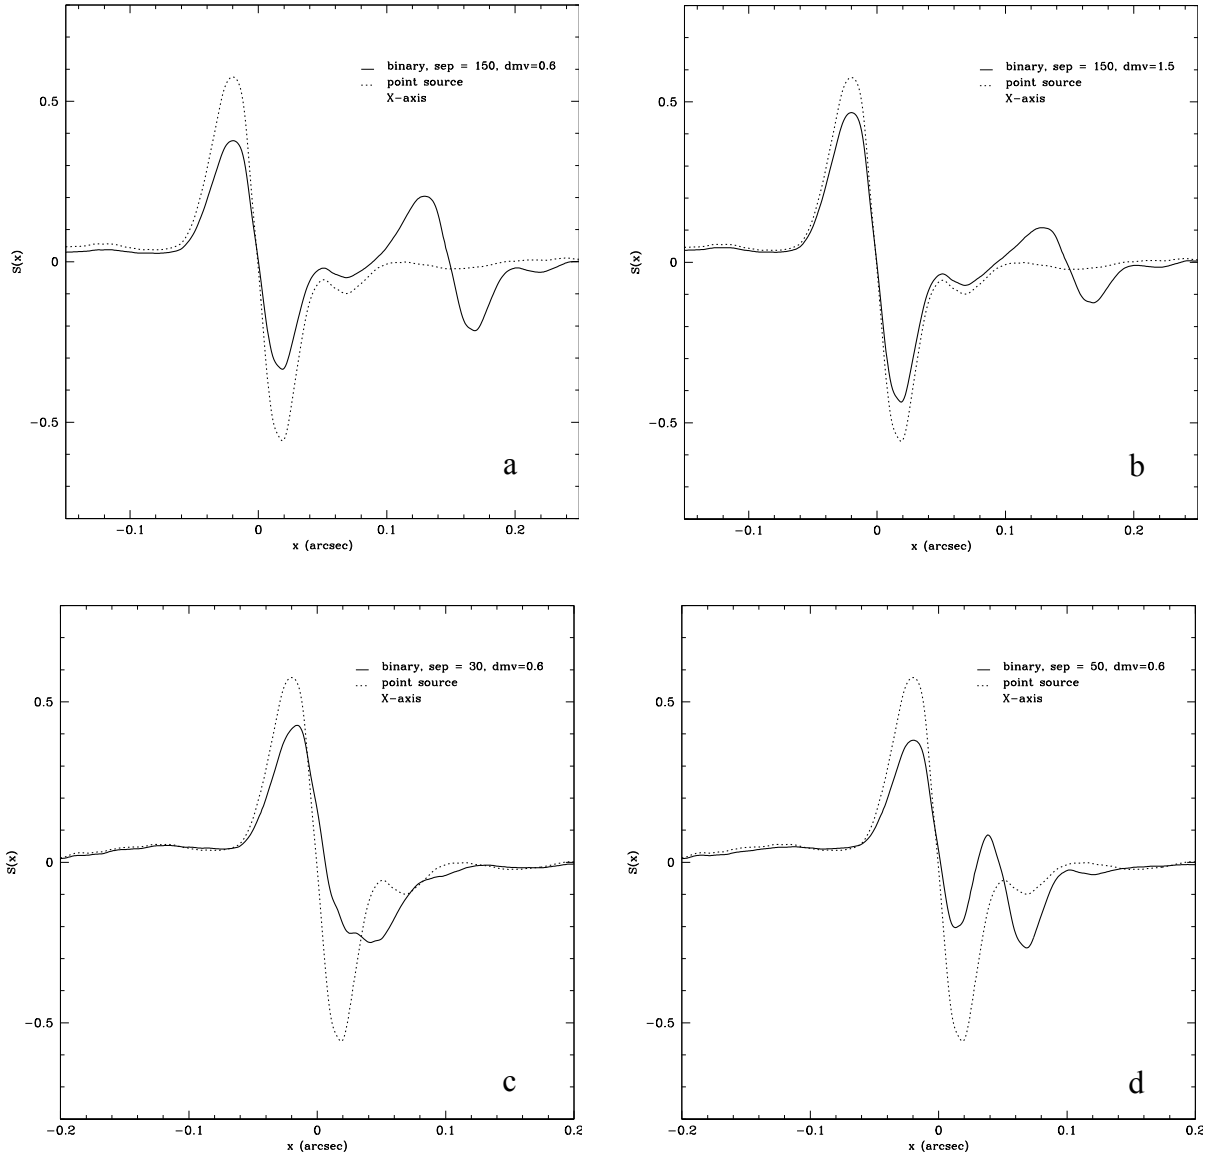 binary, sep = 150, dmv=0.6
point source
X-axis
0.5
0
-0.5
S(x)
a
-0.1
0
0.1
0.2
x (arcsec)
binary, sep = 150, dmv=1.5
point source
X-axis
0.5
0
-0.5
S(x)
b
-0.1
0
0.1
0.2
x (arcsec)
binary, sep = 30, dmv=0.6
point source
X-axis
0.5
0
-0.5
S(x)
c
-0.2
-0.1
0
0.1
0.2
x (arcsec)
binary, sep = 50, dmv=0.6
point source
X-axis
0.5
0
-0.5
S(x)
d
-0.2
-0.1
0
0.1
0.2
x (arcsec)